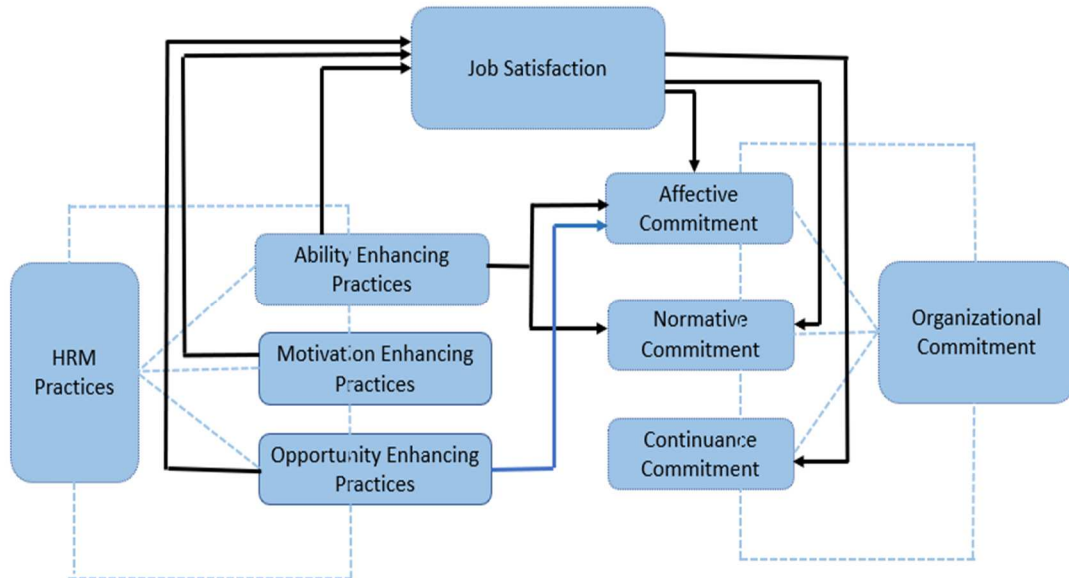 Job Satisfaction
Affective
Commitment
Ability Enhancing
Practices
Normative
Commitment
Organizational
Commitment
HRM
Practices
Motivation Enhancing
Practices
Continuance
Commitment
Opportunity Enhancing
Practices